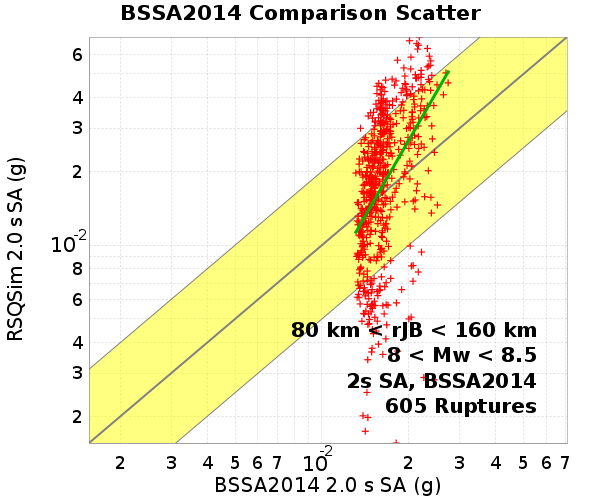 BSSA2014 Comparison Scatter
RSQSim 2.0 s SA (g)
6
4
3
2
10-2
8
6
4
3
2
80 km < rJB < 160 km
8 < Mw < 8.5
2s SA, BSSA2014
605 Ruptures
2 3 4 5 6 7 10-2 2 3 4 5 6 7
BSSA2014 2.0 s SA (g)